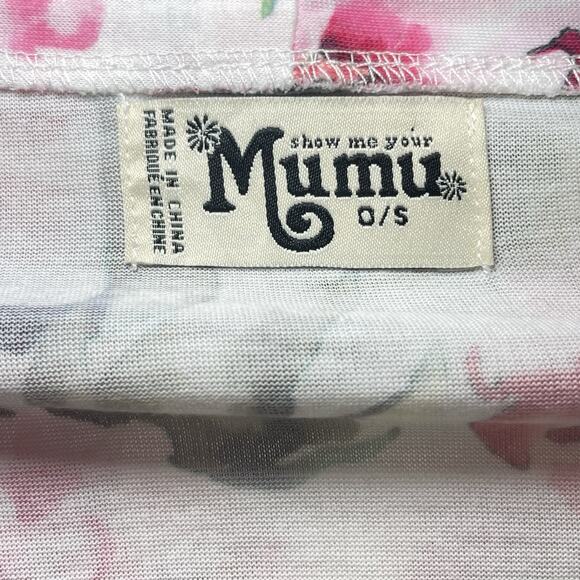 show me your
Mumu
O/S
MADE IN CHINA
FABRIQUÉ EN CHINE